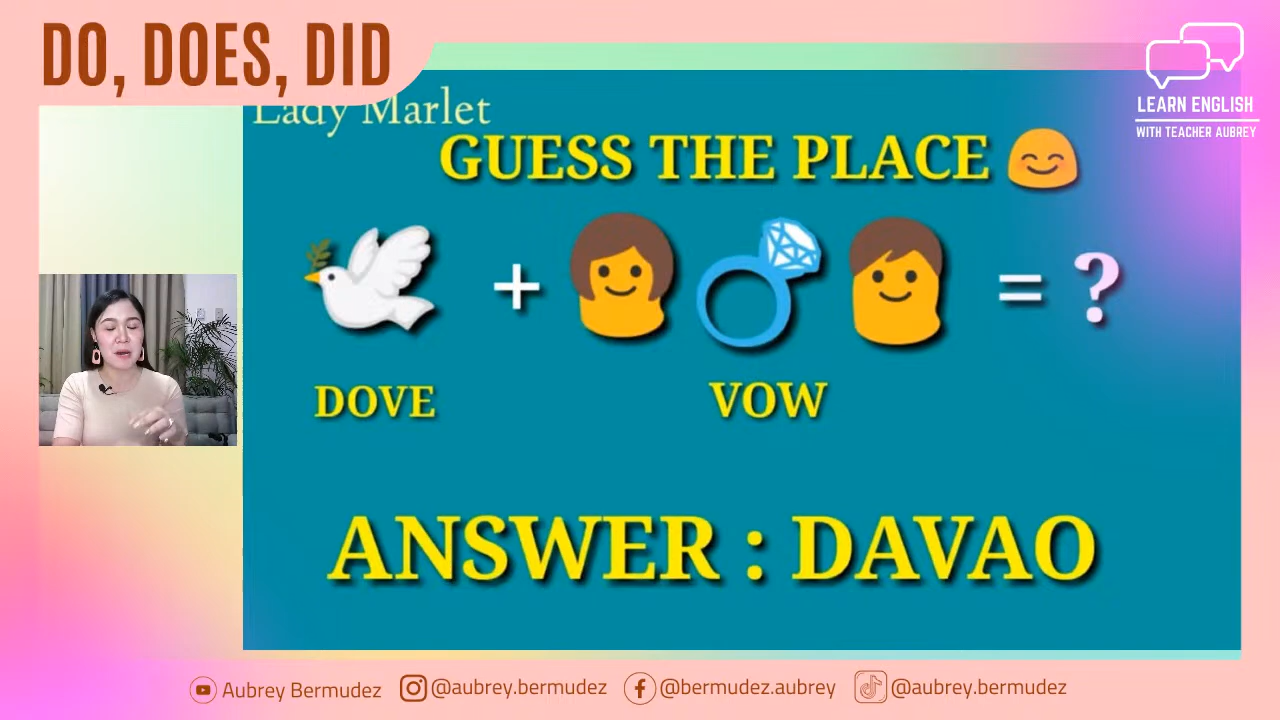 DO, DOES, DID
LEARN ENGLISH
WITH TEACHER AUBREY
Lady Marlet
GUESS THE PLACE
+ = ?
DOVE VOW
ANSWER : DAVAO
Aubrey Bermudez @aubrey.bermudez @bermudez.aubrey @aubrey.bermudez